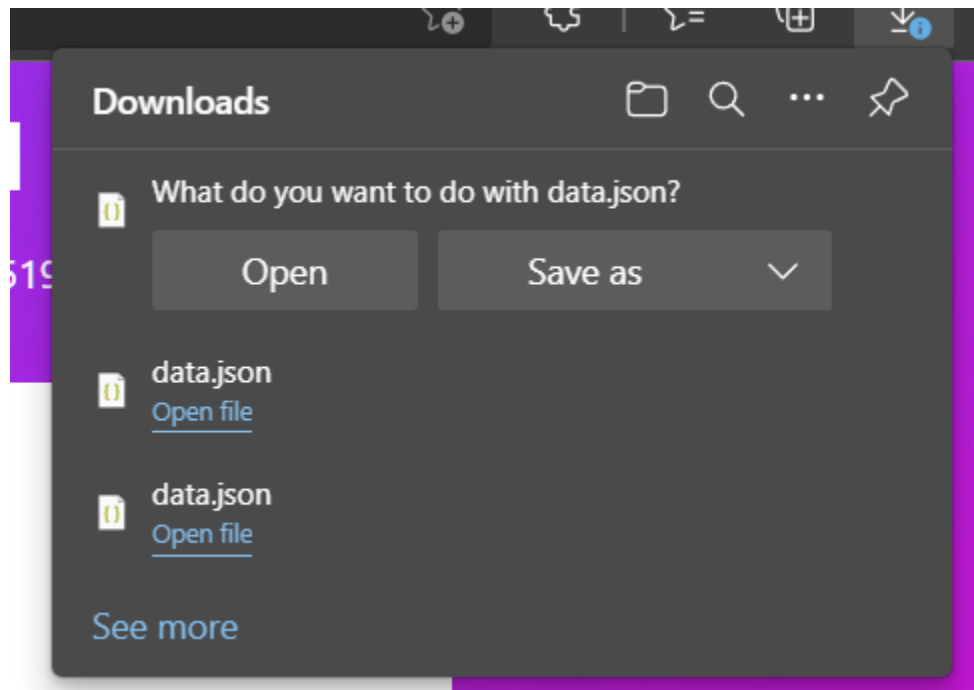 Downloads
What do you want to do with data.json?
Open
Save as
519
data.json
Open file
data.json
Open file
See more